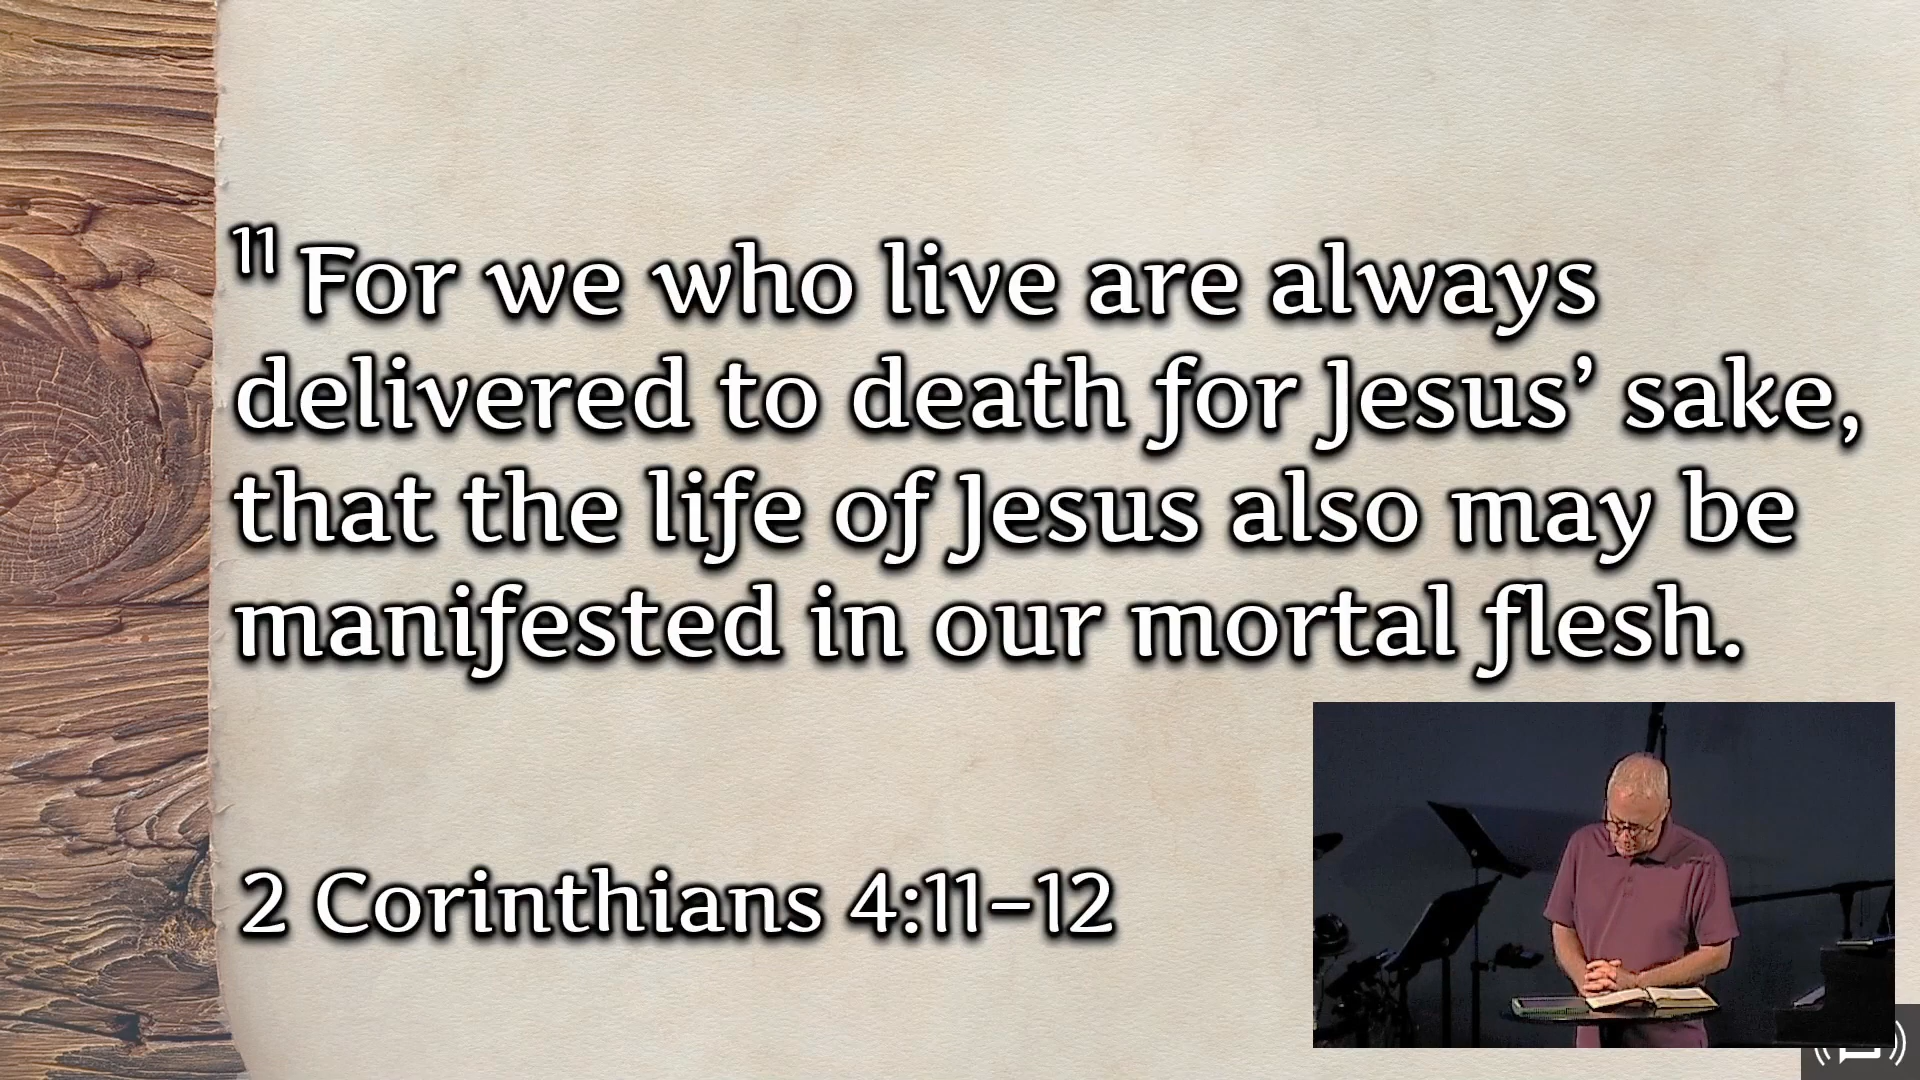 11 For we who live are always
delivered to death for Jesus’ sake,
that the life of Jesus also may be
manifested in our mortal flesh.
2 Corinthians 4:11–12